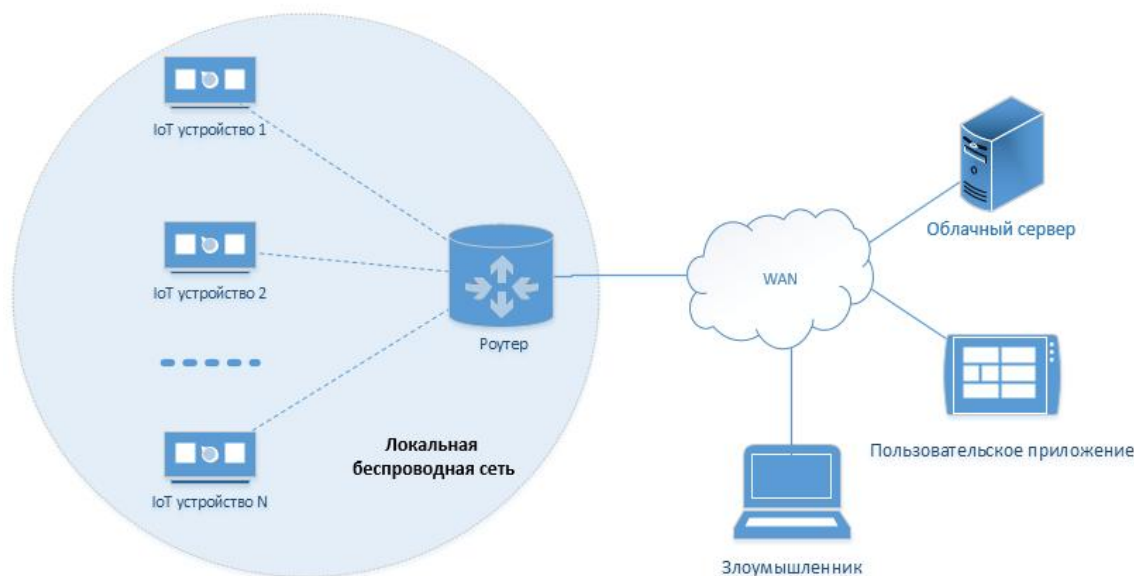 IoT устройство 1
Облачный сервер
IoT устройство 2
WAN
Роутер
Локальная
беспроводная сеть
Пользовательское приложение
IoT устройство N
Злоумышленник